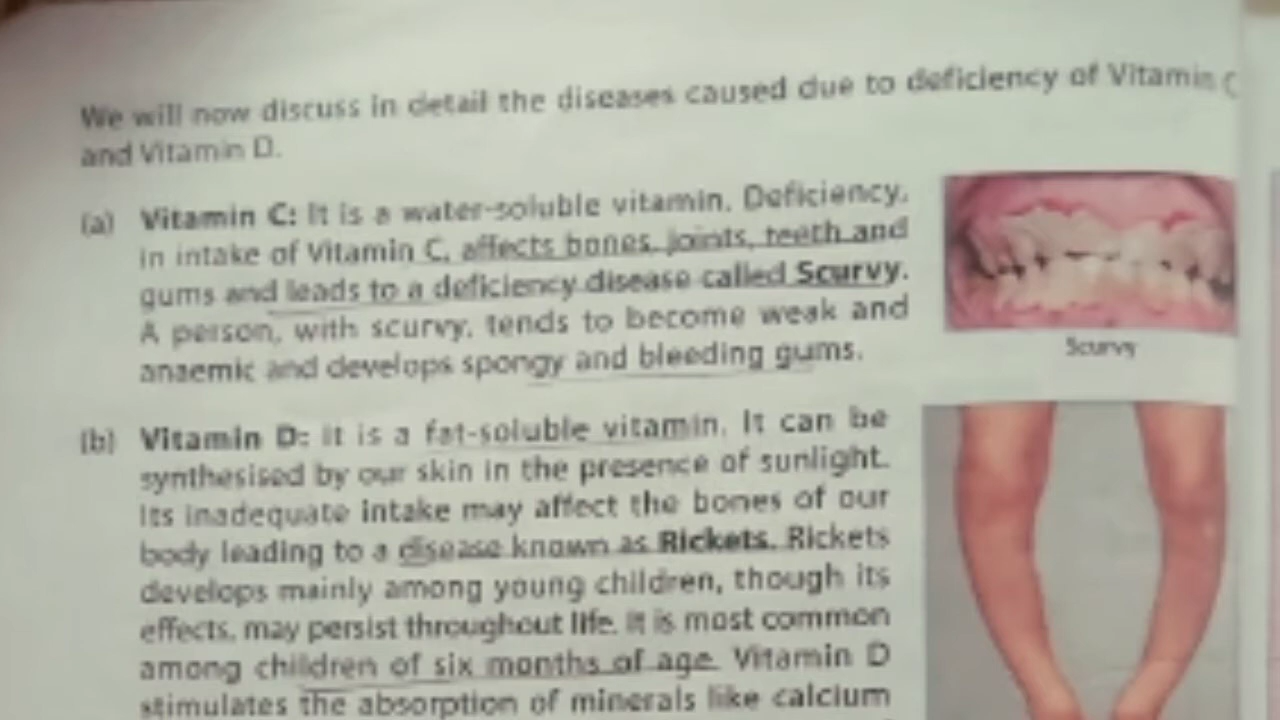 We will now discuss in detail the diseases caused due to deficiency of Vitamin C
and Vitamin D.
(a) Vitamin C: It is a water-soluble vitamin. Deficiency,
in intake of Vitamin C, affects bones, joints, teeth and
gums and leads to a deficiency disease called Scurvy.
A person, with scurvy, tends to become weak and
anaemic and develops spongy and bleeding gums.
Scurvy
(b) Vitamin D: It is a fat-soluble vitamin. It can be
synthesised by our skin in the presence of sunlight.
Its inadequate intake may affect the bones of our
body leading to a disease known as Rickets. Rickets
develops mainly among young children, though its
effects, may persist throughout life. It is most common
among children of six months of age. Vitamin D
stimulates the absorption of minerals like calcium